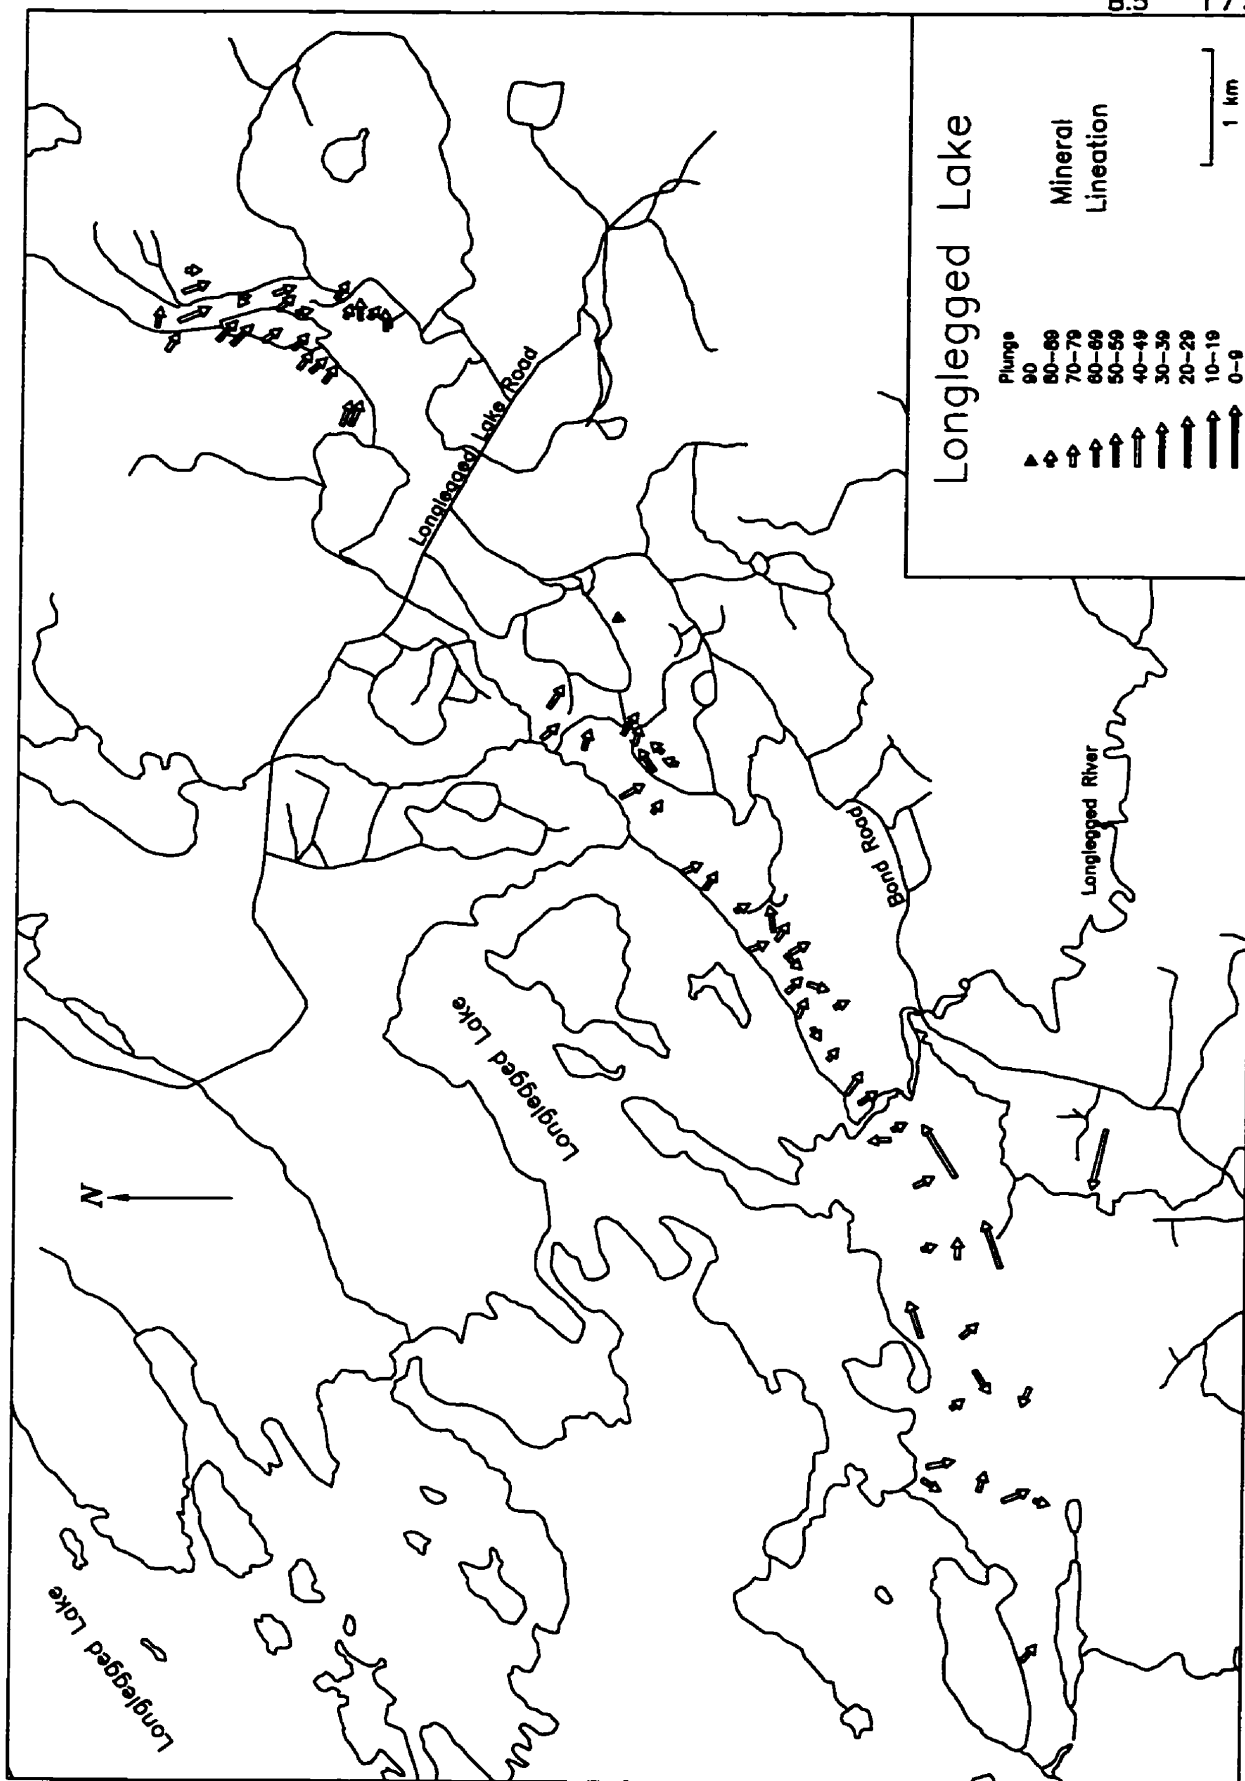 Longlegged Lake
Mineral
Lineation
Plunge
90
80-89
70-79
60-69
50-59
40-49
30-39
20-29
10-19
0-9
1 km
N
Longlegged Lake
Longlegged Lake
Longlegged Lake Road
Bond Road
Longlegged River